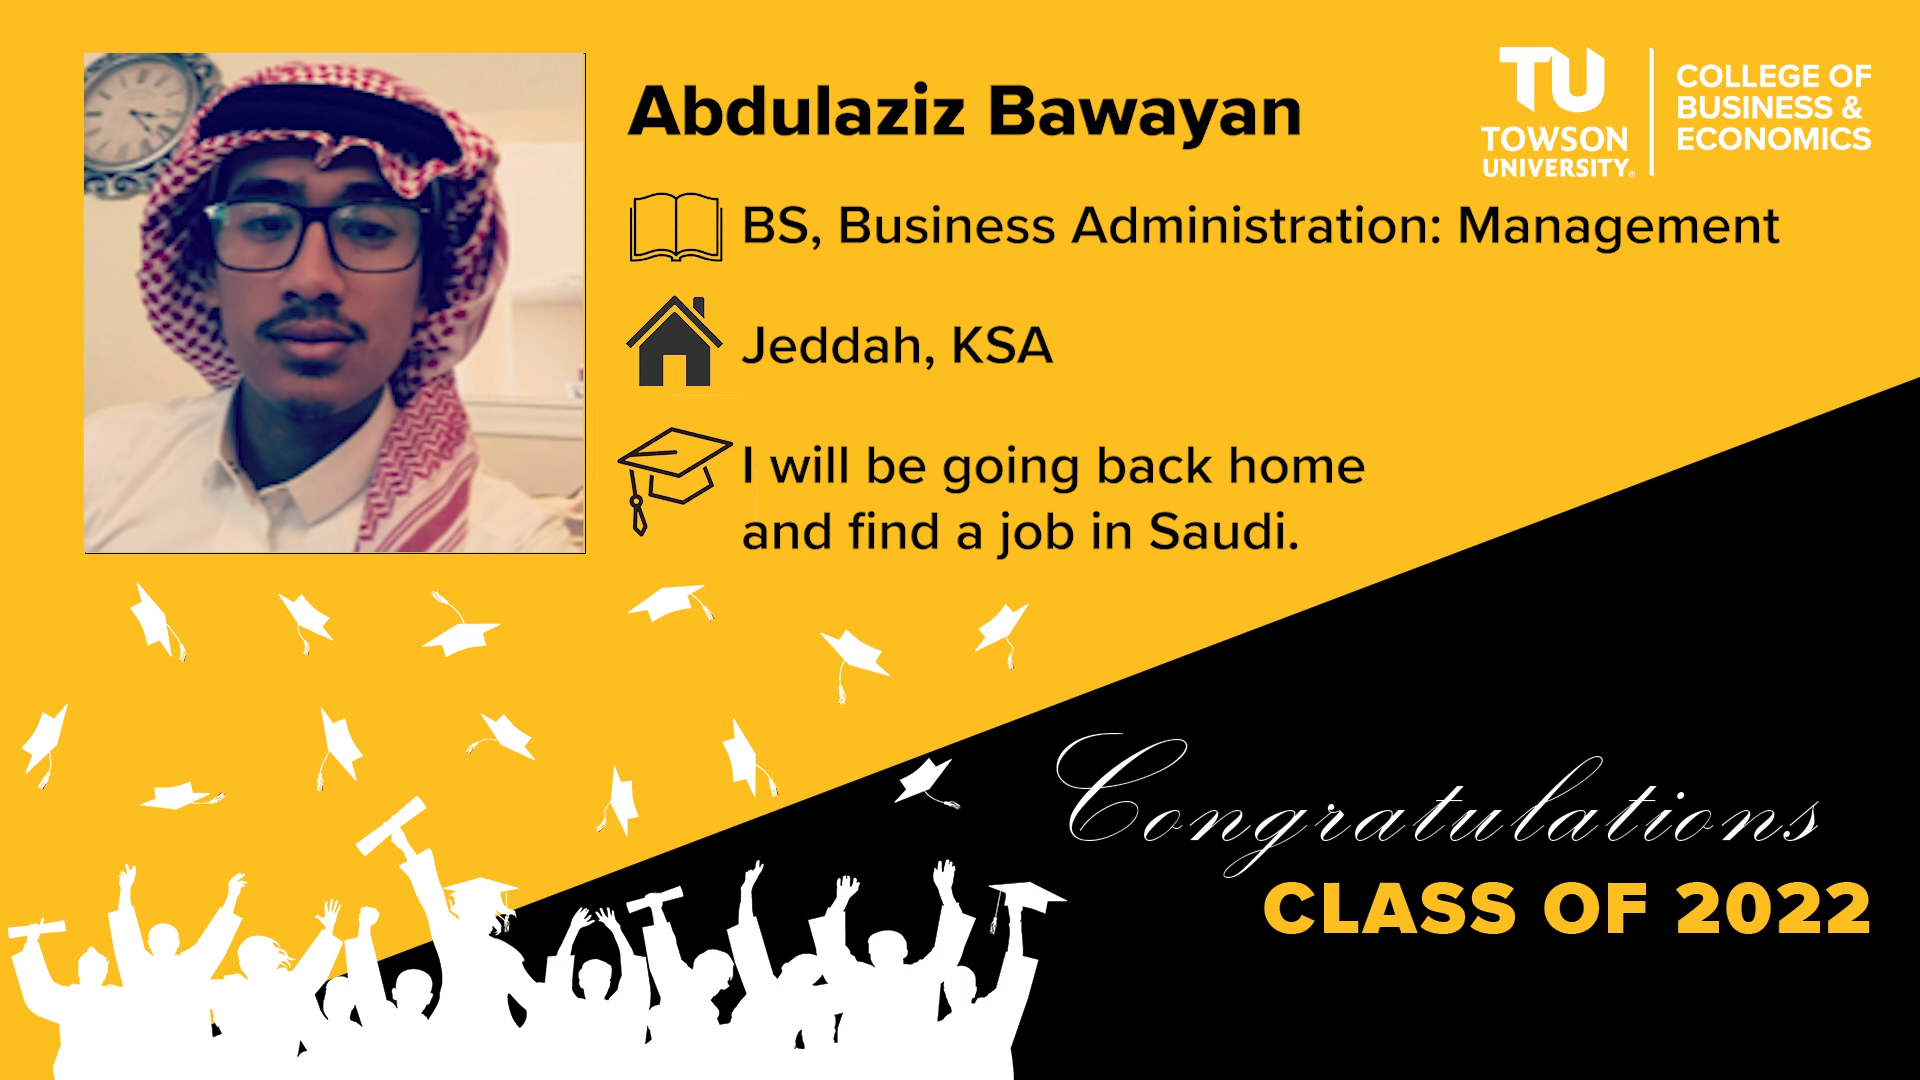 Abdulaziz Bawayan
TU
TOWSON
UNIVERSITY®
COLLEGE OF
BUSINESS &
ECONOMICS
BS, Business Administration: Management
Jeddah, KSA
I will be going back home
and find a job in Saudi.
Congratulations
CLASS OF 2022